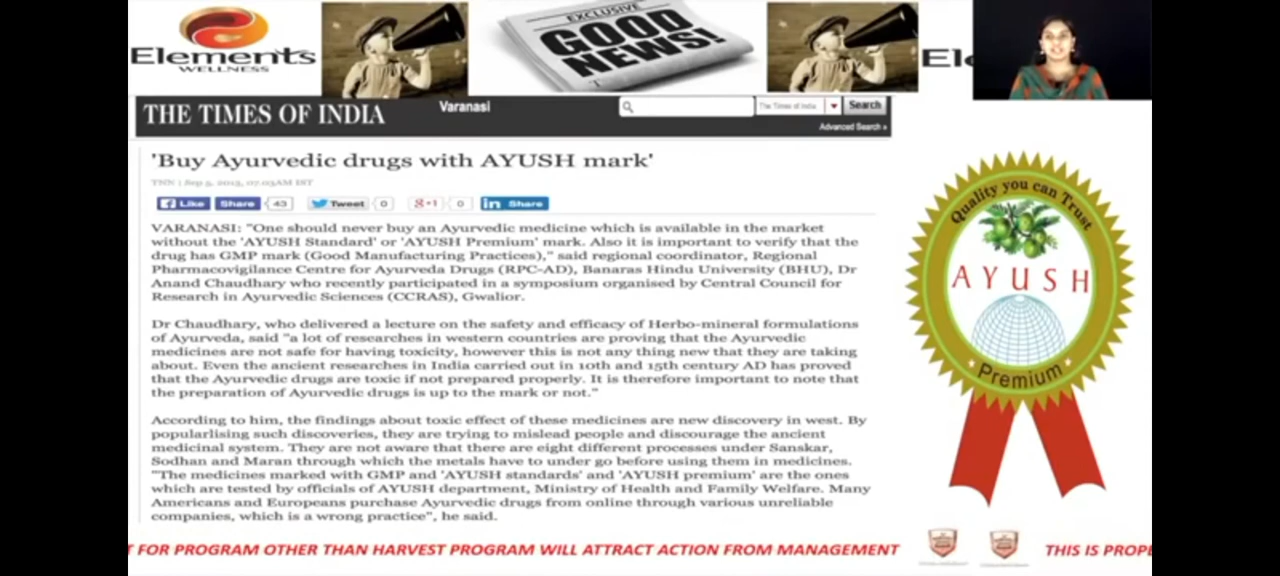 Elements
WELLNESS
EXCLUSIVE
GOOD
NEWS!
Ele
THE TIMES OF INDIA
Varanasi
The Times of India
Search
Advanced Search »
'Buy Ayurvedic drugs with AYUSH mark'
TNN | Sep 5, 2013, 07.03AM IST
Like Share 43 Tweet 0 g+1 0 in Share
VARANASI: "One should never buy an Ayurvedic medicine which is available in the market
without the 'AYUSH Standard' or 'AYUSH Premium' mark. Also it is important to verify that the
drug has GMP mark (Good Manufacturing Practices)," said regional coordinator, Regional
Pharmacovigilance Centre for Ayurveda Drugs (RPC-AD), Banaras Hindu University (BHU), Dr
Anand Chaudhary who recently participated in a symposium organised by Central Council for
Research in Ayurvedic Sciences (CCRAS), Gwalior.
Dr Chaudhary, who delivered a lecture on the safety and efficacy of Herbo-mineral formulations
of Ayurveda, said "a lot of researches in western countries are proving that the Ayurvedic
medicines are not safe for having toxicity, however this is not any thing new that they are taking
about. Even the ancient researches in India carried out in 10th and 15th century AD has proved
that the Ayurvedic drugs are toxic if not prepared properly. It is therefore important to note that
the preparation of Ayurvedic drugs is up to the mark or not."
According to him, the findings about toxic effect of these medicines are new discovery in west. By
popularlising such discoveries, they are trying to mislead people and discourage the ancient
medicinal system. They are not aware that there are eight different processes under Sanskar,
Sodhan and Maran through which the metals have to under go before using them in medicines.
"The medicines marked with GMP and 'AYUSH standards' and 'AYUSH premium' are the ones
which are tested by officials of AYUSH department, Ministry of Health and Family Welfare. Many
Americans and Europeans purchase Ayurvedic drugs from online through various unreliable
companies, which is a wrong practice", he said.
Quality you can Trust
AYUSH
Premium
T FOR PROGRAM OTHER THAN HARVEST PROGRAM WILL ATTRACT ACTION FROM MANAGEMENT
THIS IS PROPE